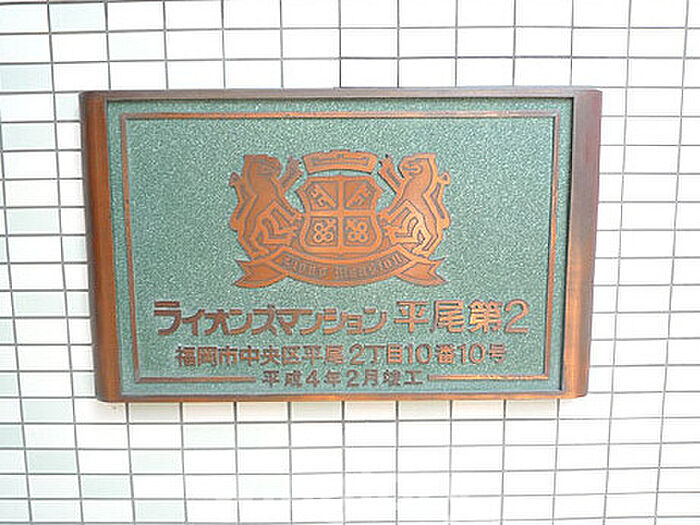 LIONS MANSION
ライオンズマンション 平尾第2
福岡市中央区平尾2丁目10番10号
平成4年2月竣工